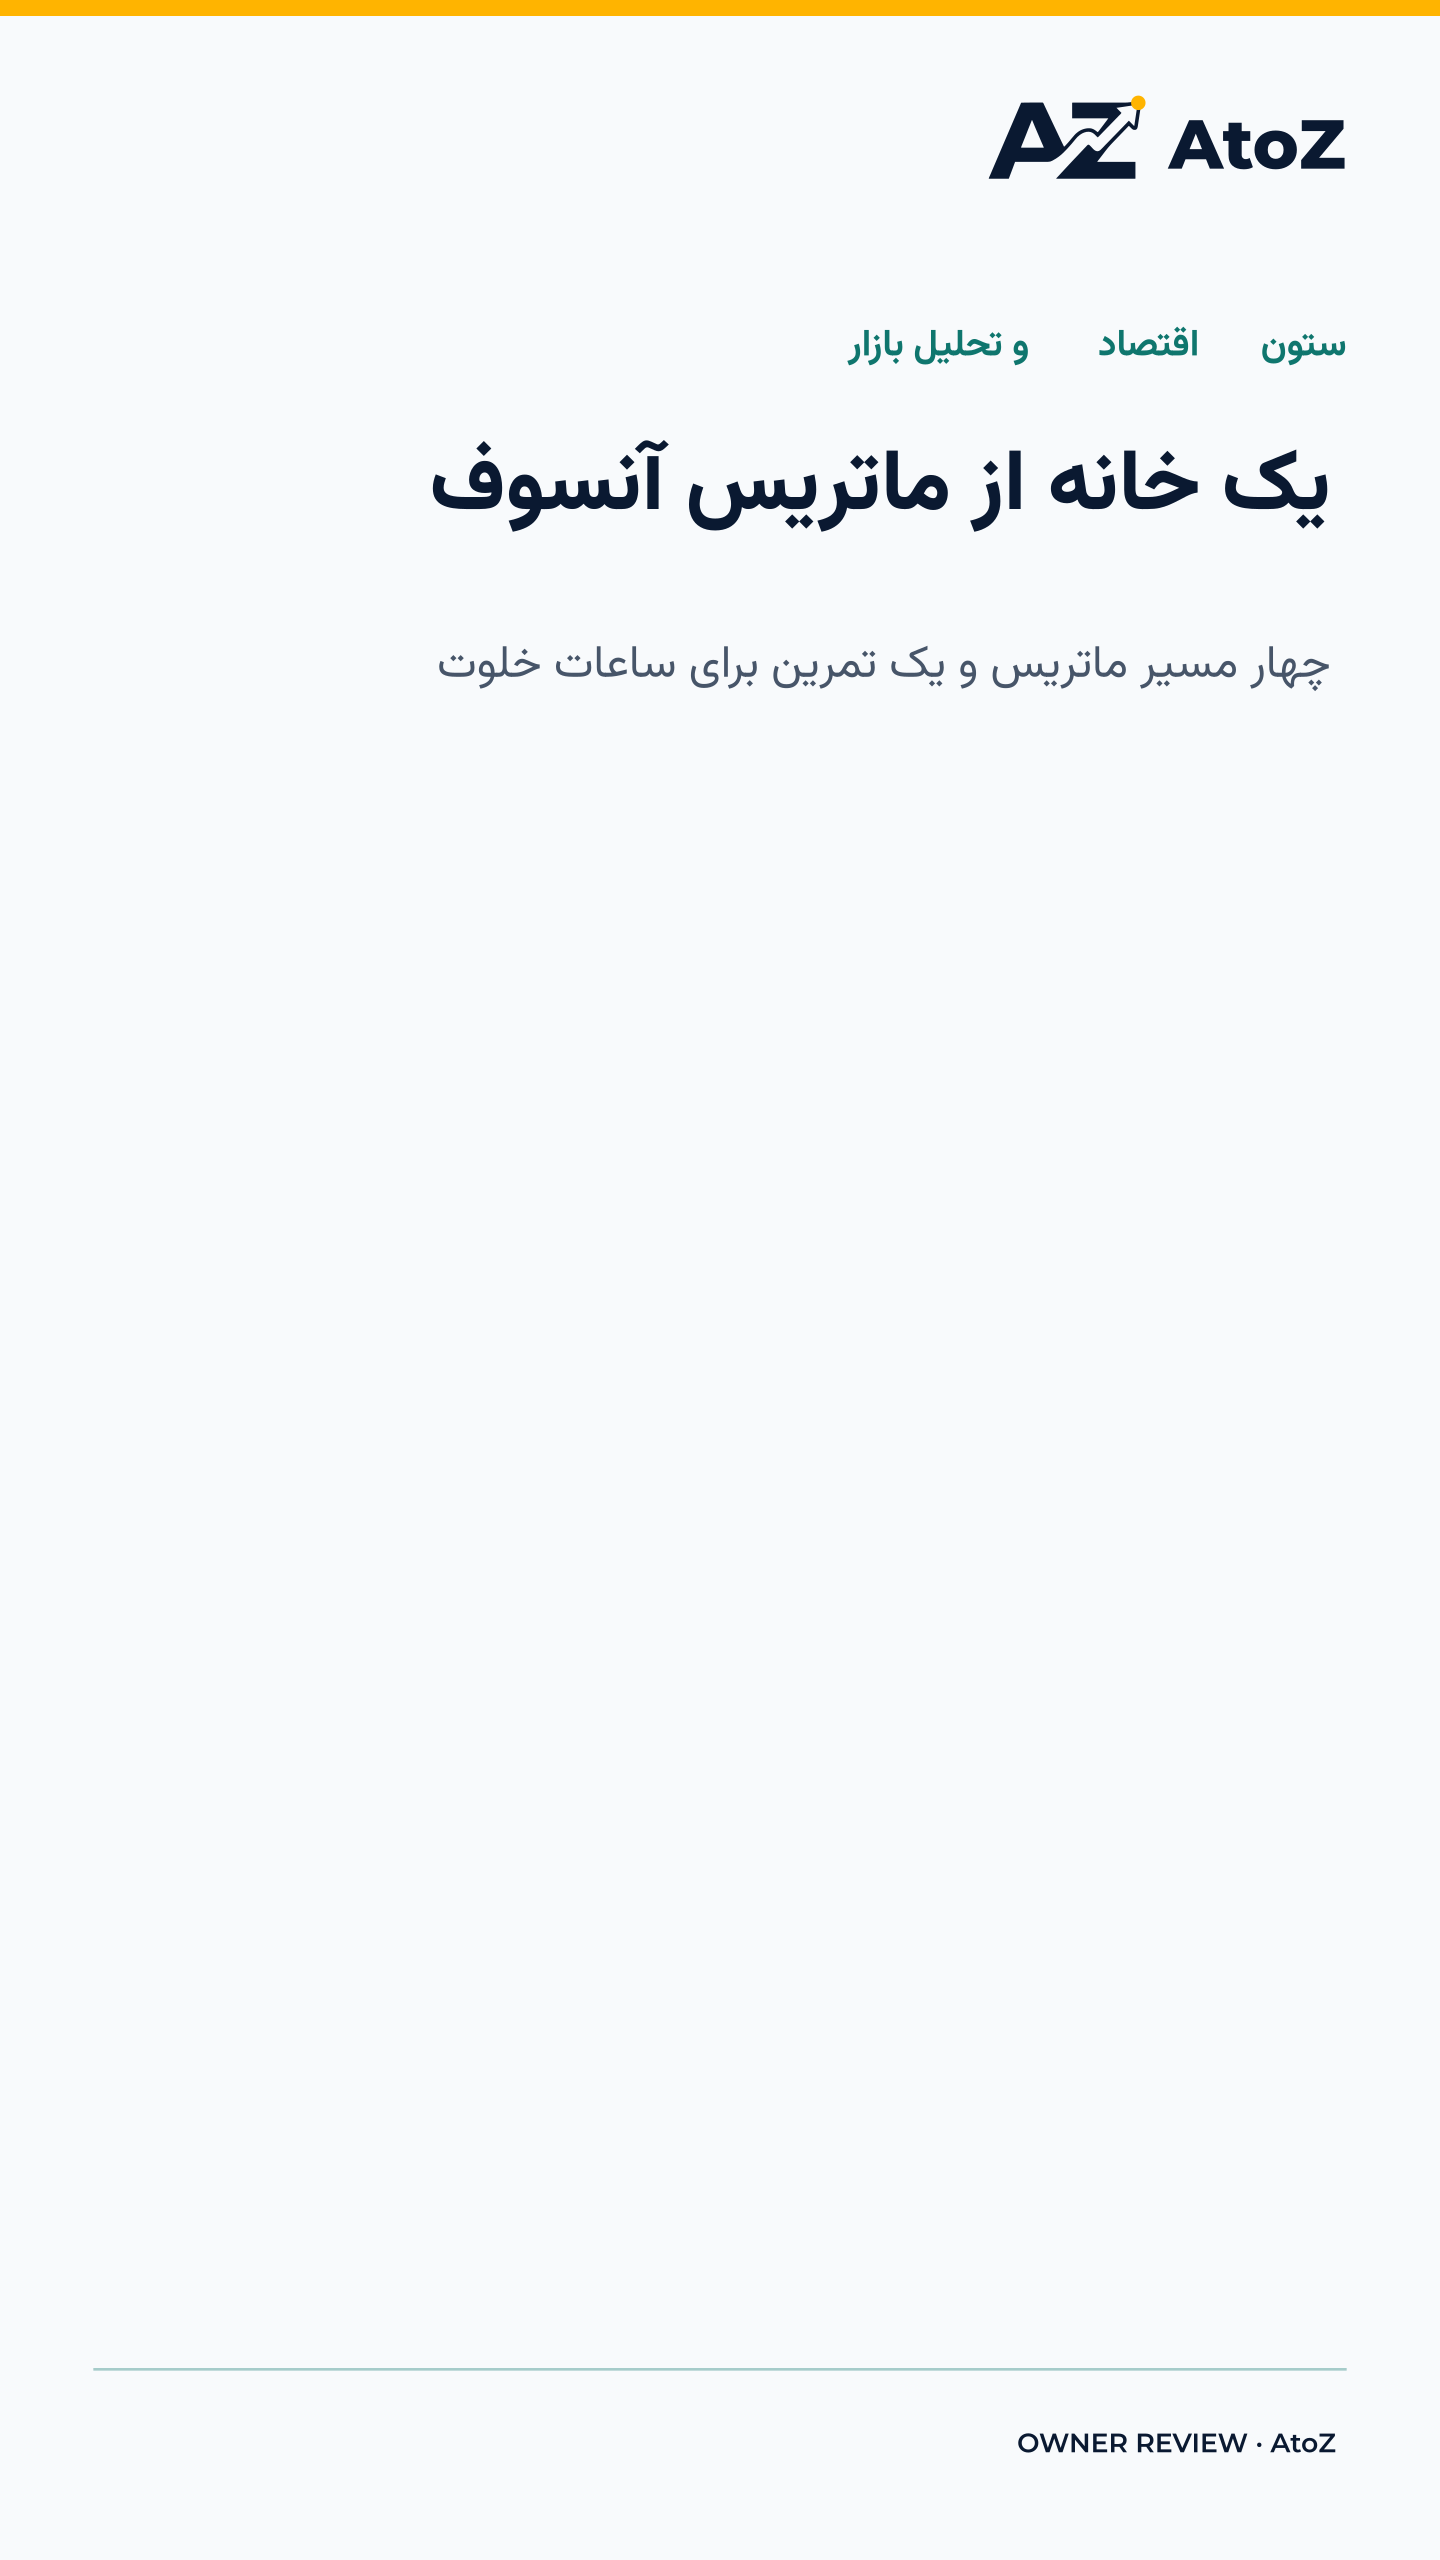 AZ AtoZ
ستون اقتصاد و تحلیل بازار
یک خانه از ماتریس آنسوف
چهار مسیر ماتریس و یک تمرین برای ساعات خلوت
OWNER REVIEW · AtoZ